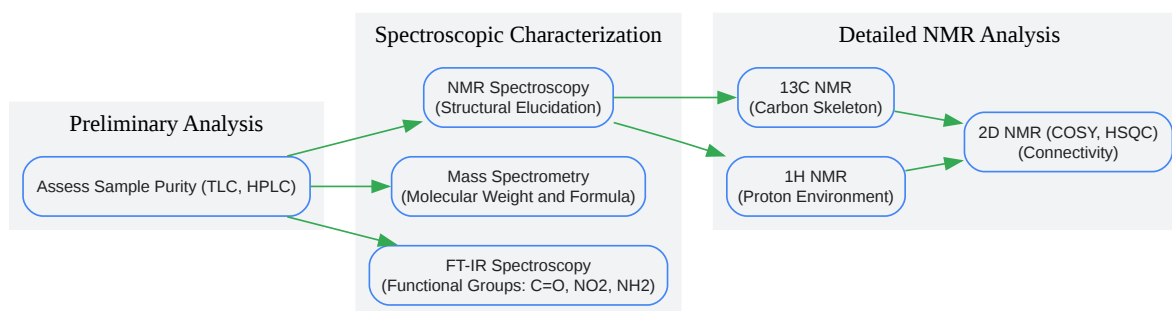 Preliminary Analysis
Assess Sample Purity (TLC, HPLC)
Spectroscopic Characterization
NMR Spectroscopy
(Structural Elucidation)
Mass Spectrometry
(Molecular Weight and Formula)
FT-IR Spectroscopy
(Functional Groups: C=O, NO2, NH2)
Detailed NMR Analysis
13C NMR
(Carbon Skeleton)
1H NMR
(Proton Environment)
2D NMR (COSY, HSQC)
(Connectivity)